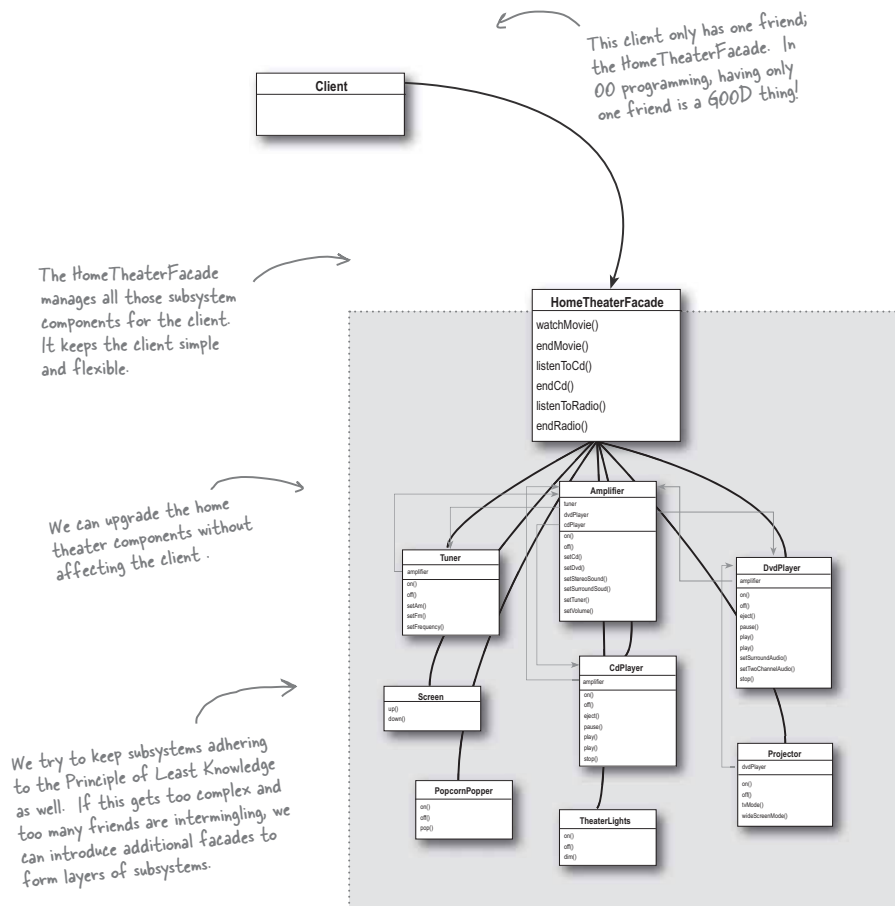 This client only has one friend;
the HomeTheaterFacade. In
OO programming, having only
one friend is a GOOD thing!
Client
The HomeTheaterFacade
manages all those subsystem
components for the client.
It keeps the client simple
and flexible.
HomeTheaterFacade
watchMovie()
endMovie()
listenToCd()
endCd()
listenToRadio()
endRadio()
We can upgrade the home
theater components without
affecting the client .
Amplifier
tuner
dvdPlayer
cdPlayer
on()
off()
setCd()
setDvd()
setStereoSound()
setSurroundSoud()
setTuner()
setVolume()
Tuner
amplifier
on()
off()
setAm()
setFm()
setFrequency()
DvdPlayer
amplifier
on()
off()
eject()
pause()
play()
play()
setSurroundAudio()
setTwoChannelAudio()
stop()
Screen
up()
down()
CdPlayer
amplifier
on()
off()
eject()
pause()
play()
play()
stop()
We try to keep subsystems adhering
to the Principle of Least Knowledge
as well. If this gets too complex and
too many friends are intermingling, we
can introduce additional facades to
form layers of subsystems.
PopcornPopper
on()
off()
pop()
TheaterLights
on()
off()
dim()
Projector
dvdPlayer
on()
off()
tvMode()
wideScreenMode()